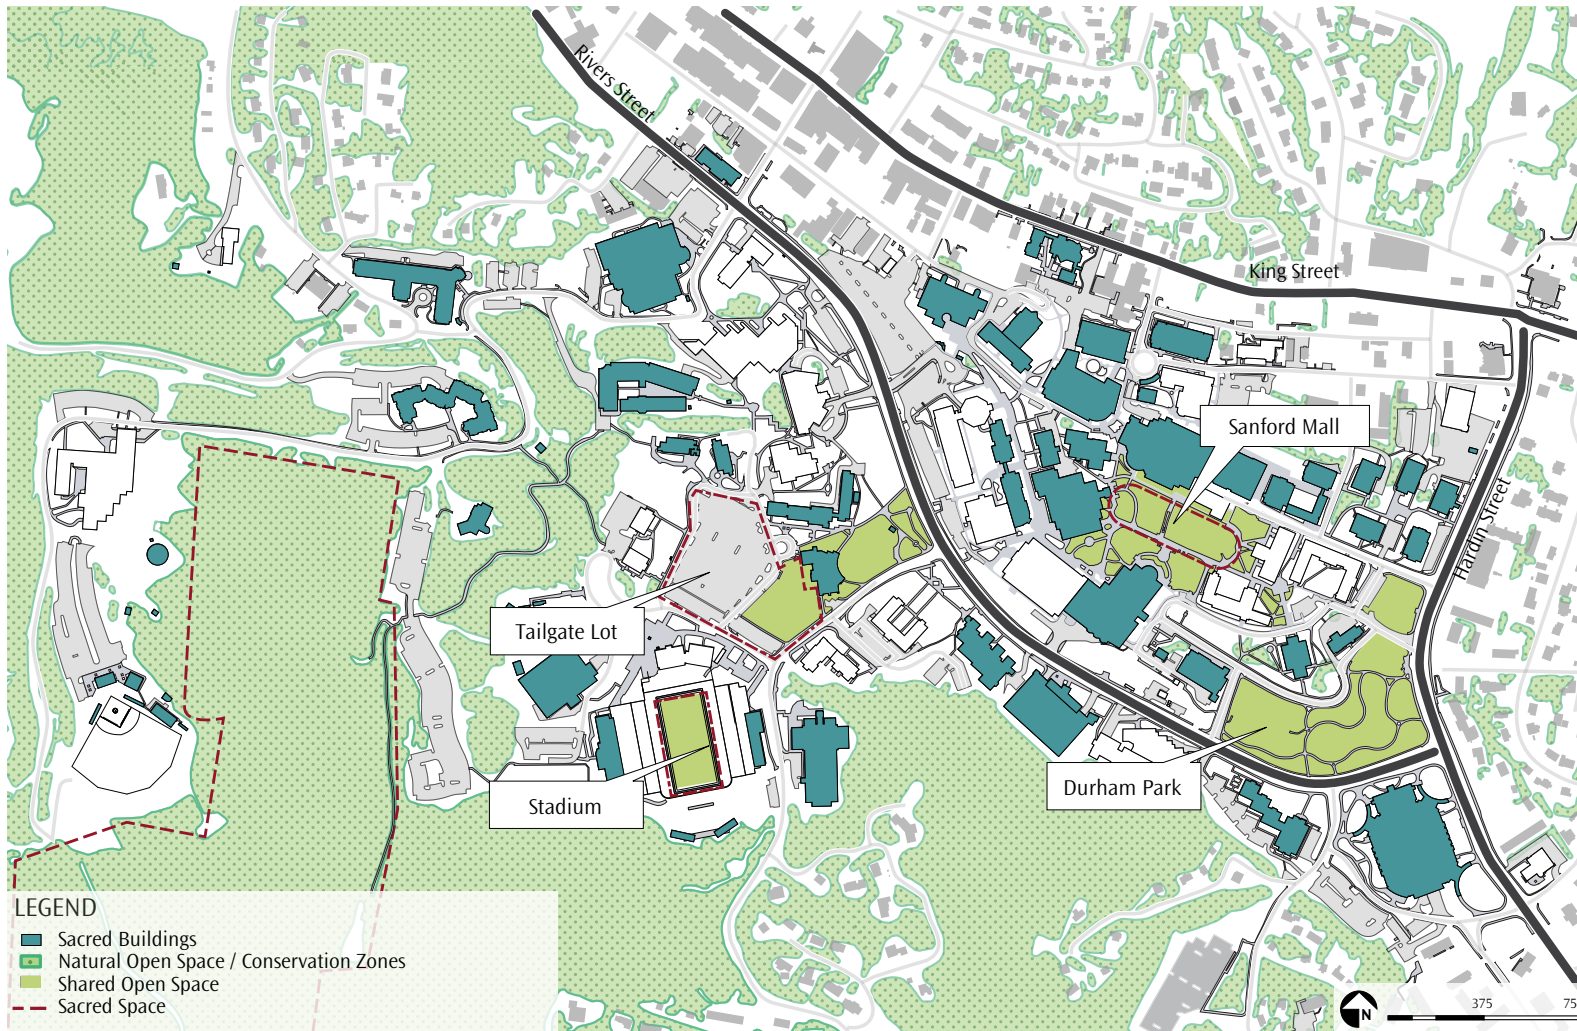 Rivers Street
King Street
Sanford Mall
Hardin Street
Tailgate Lot
Durham Park
Stadium
LEGEND
Sacred Buildings
Natural Open Space / Conservation Zones
Shared Open Space
Sacred Space
N
375
75